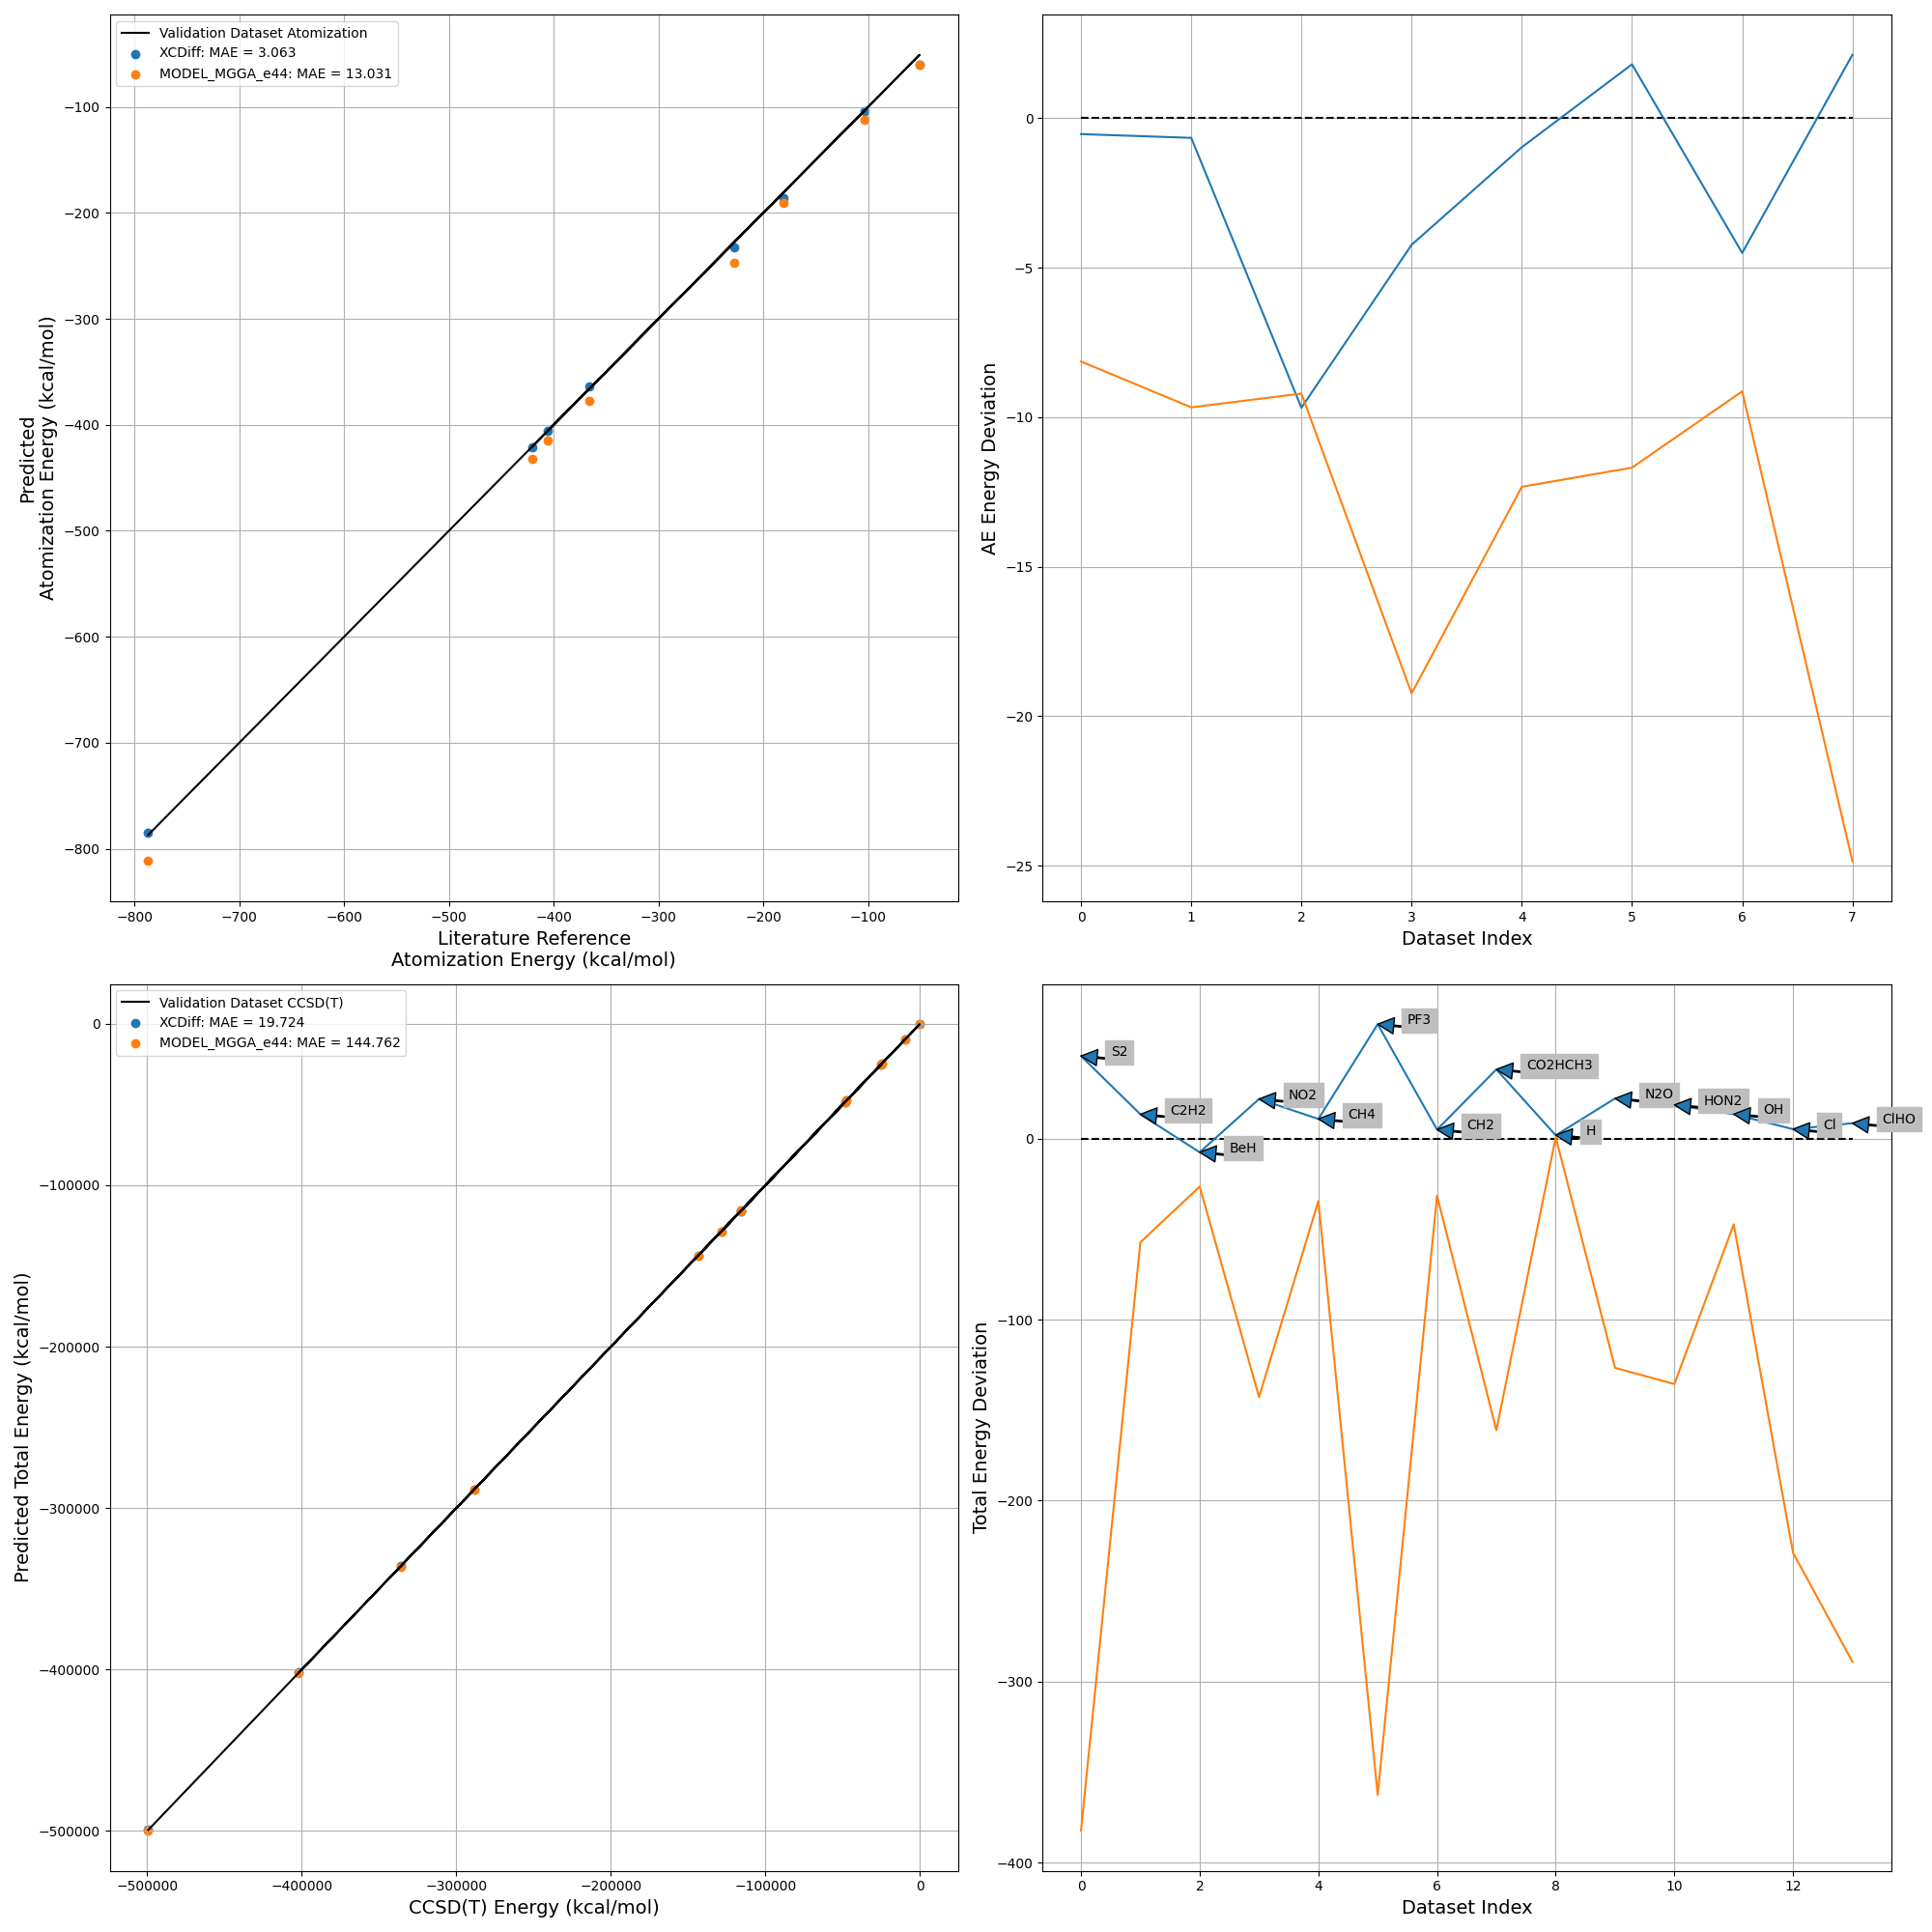 Validation Dataset Atomization
XCDiff: MAE = 3.063
MODEL_MGGA_e44: MAE = 13.031
Predicted
Atomization Energy (kcal/mol)
−100
−200
−300
−400
−500
−600
−700
−800
−800
−700
−600
−500
−400
−300
−200
−100
Literature Reference
Atomization Energy (kcal/mol)
AE Energy Deviation
0
−5
−10
−15
−20
−25
0
1
2
3
4
5
6
7
Dataset Index
Validation Dataset CCSD(T)
XCDiff: MAE = 19.724
MODEL_MGGA_e44: MAE = 144.762
Predicted Total Energy (kcal/mol)
0
−100000
−200000
−300000
−400000
−500000
−500000
−400000
−300000
−200000
−100000
0
CCSD(T) Energy (kcal/mol)
Total Energy Deviation
0
−100
−200
−300
−400
S2
C2H2
BeH
NO2
CH4
PF3
CH2
CO2HCH3
H
N2O
HON2
OH
Cl
ClHO
0
2
4
6
8
10
12
Dataset Index